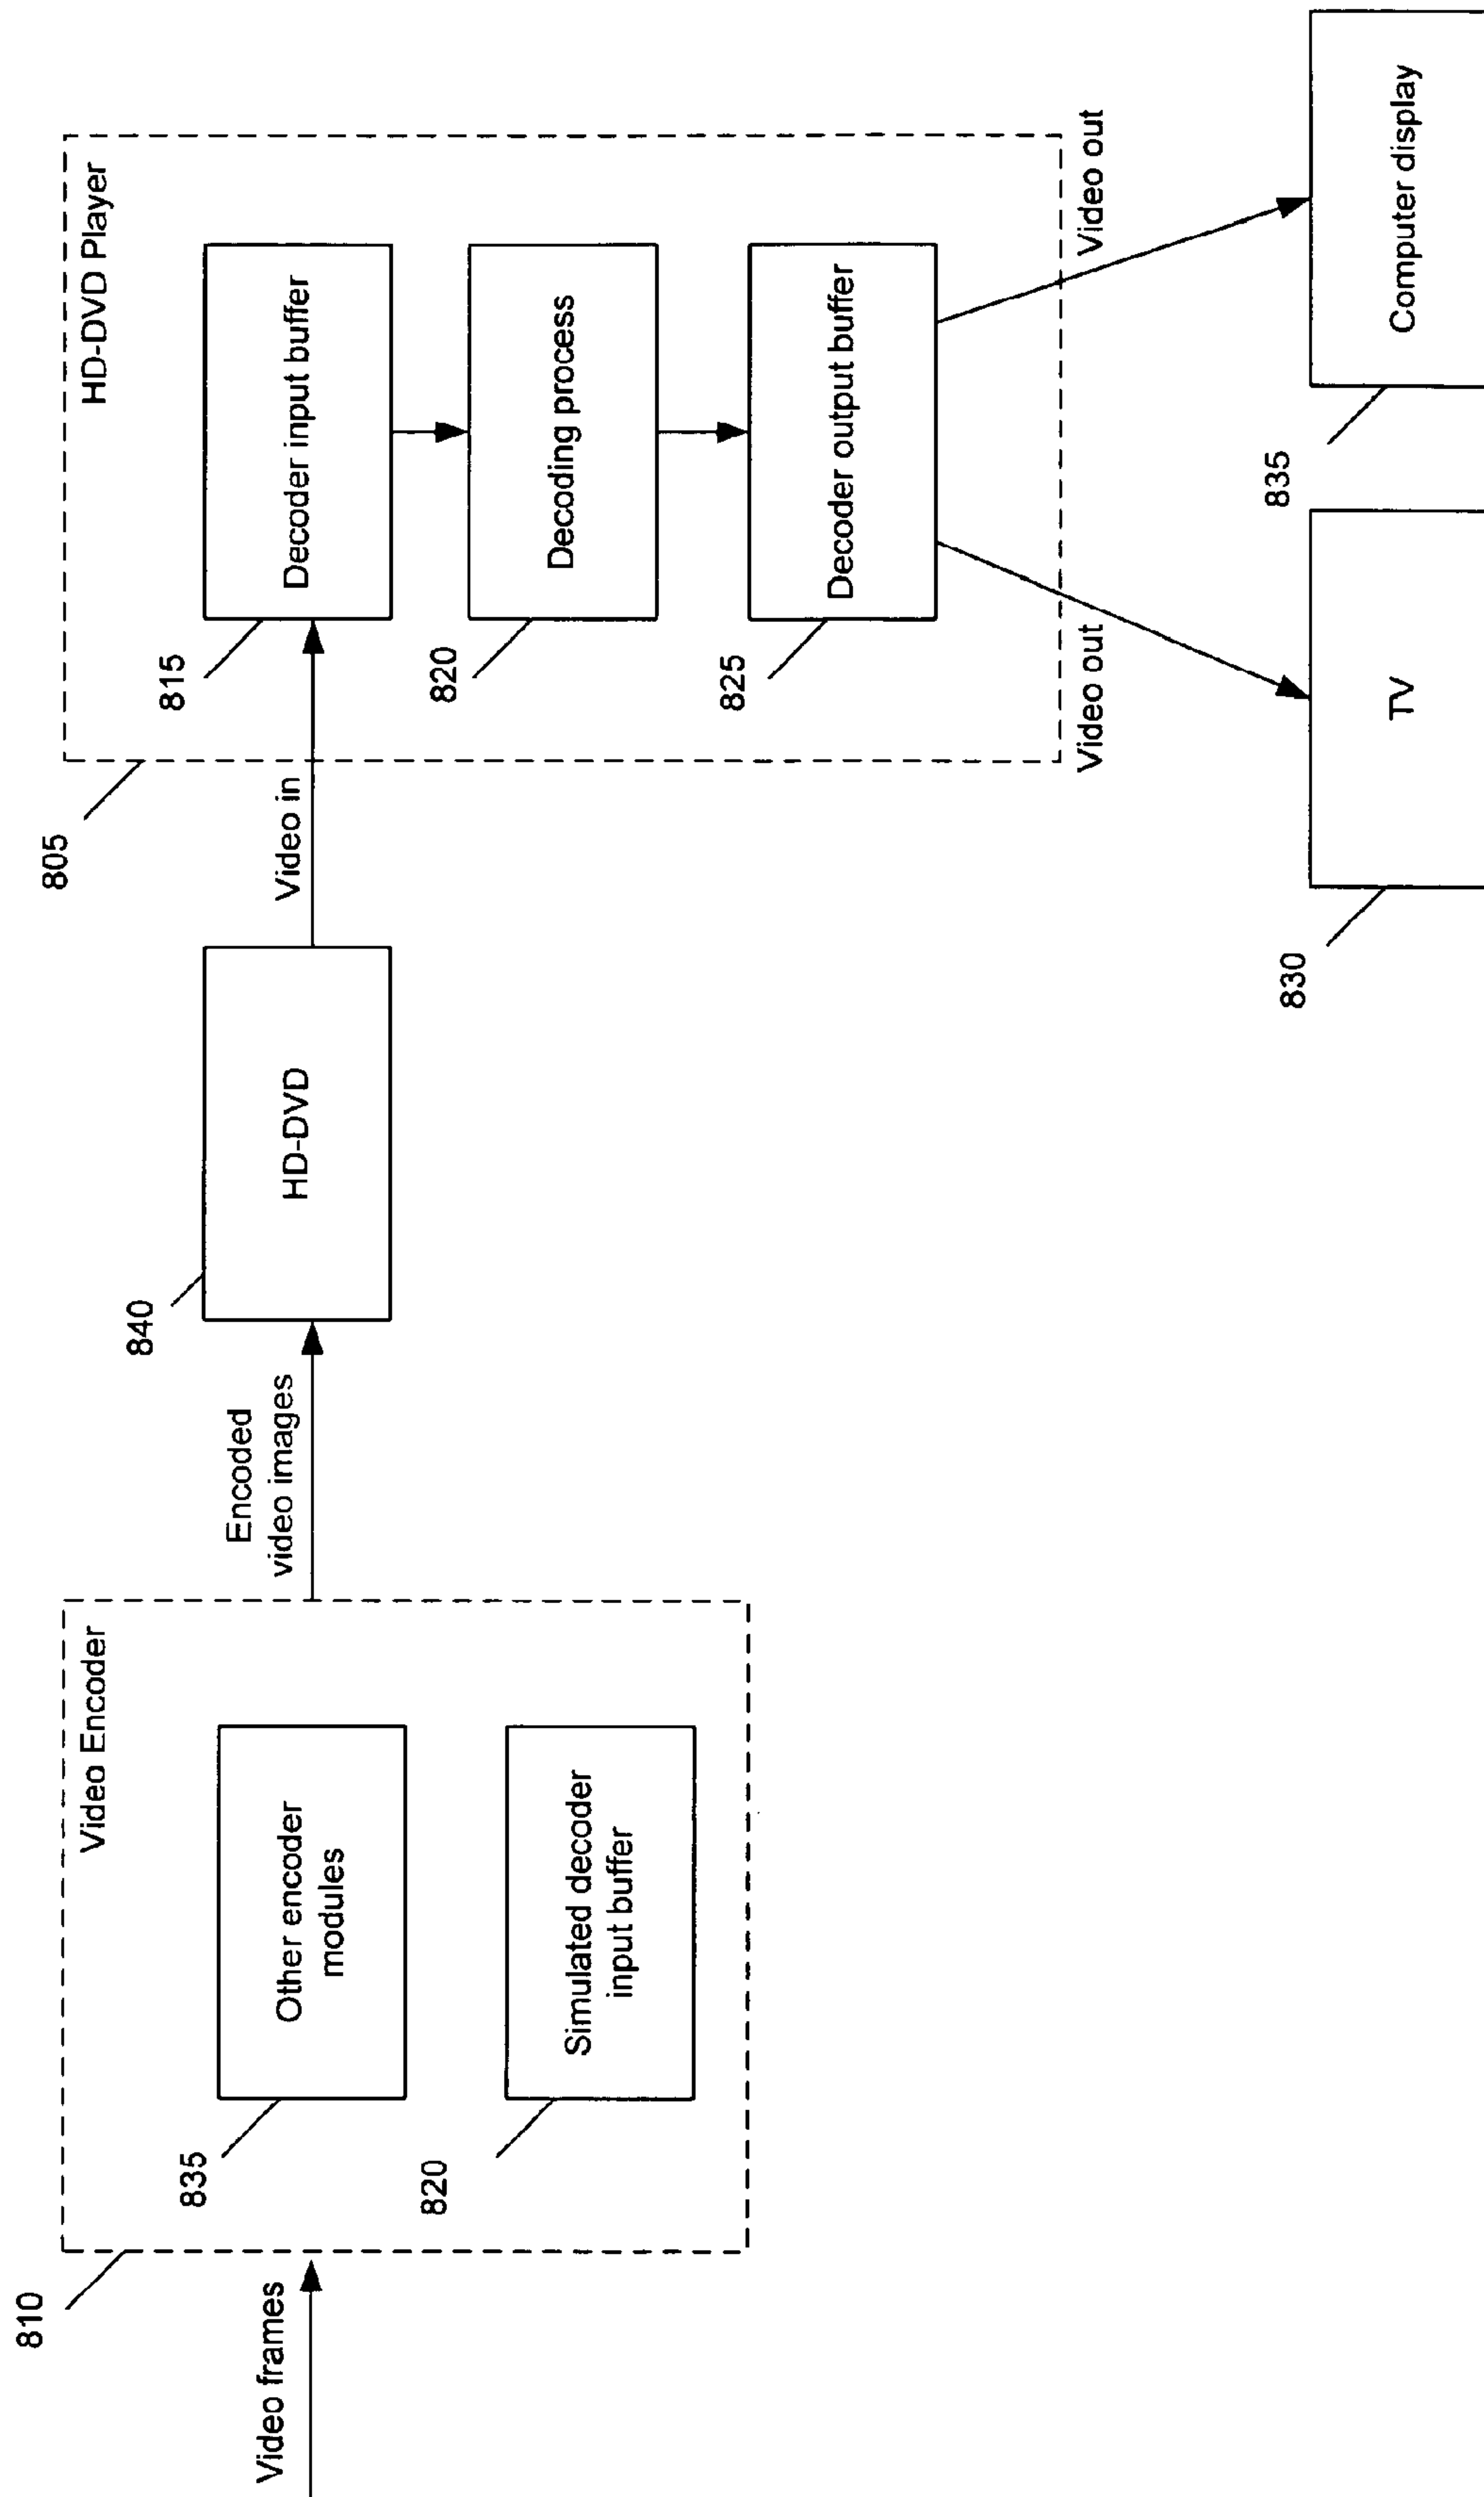 Video frames
810
Video Encoder
835
Other encoder
modules
820
Simulated decoder
input buffer
Encoded
video images
840
HD-DVD
Video in
805
HD-DVD Player
815
Decoder input buffer
820
Decoding process
825
Decoder output buffer
Video out
Video out
830
TV
835
Computer display